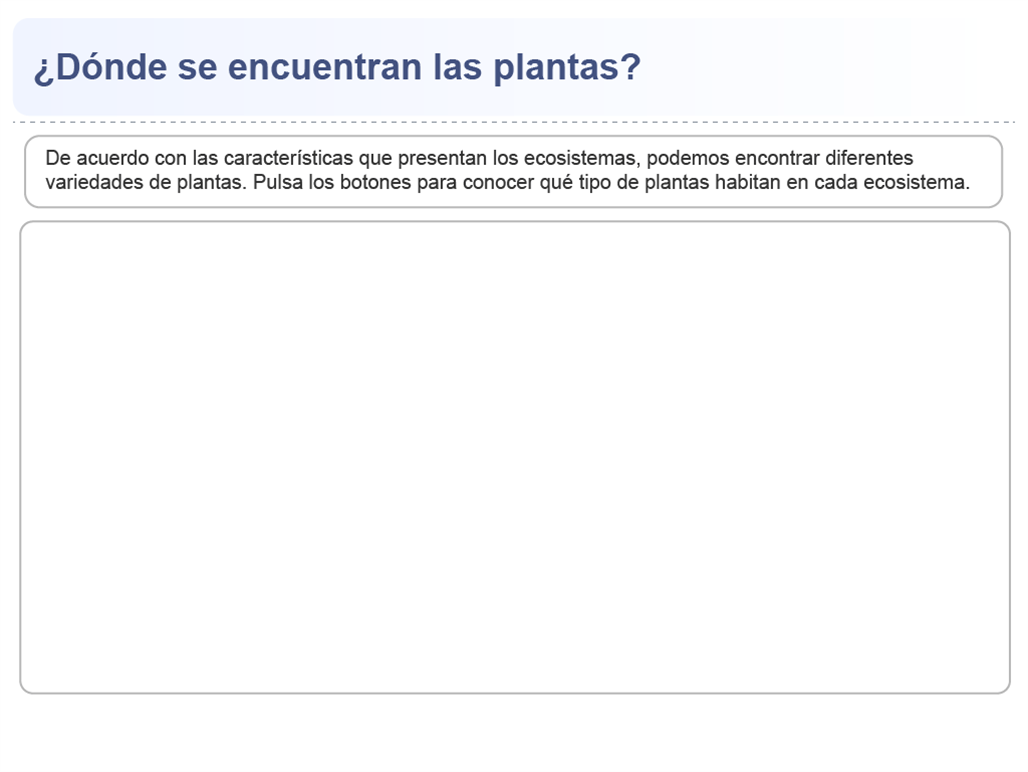 ¿Dónde se encuentran las plantas?
De acuerdo con las características que presentan los ecosistemas, podemos encontrar diferentes
variedades de plantas. Pulsa los botones para conocer qué tipo de plantas habitan en cada ecosistema.